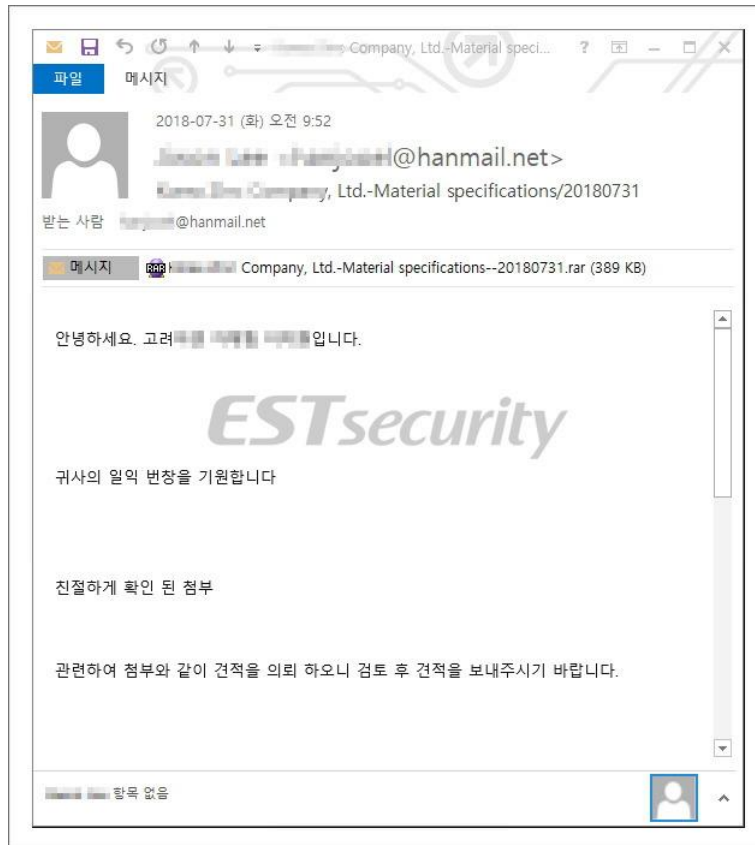 Company, Ltd.-Material speci...
파일 메시지
2018-07-31 (화) 오전 9:52
@hanmail.net>
, Ltd.-Material specifications/20180731
받는 사람 @hanmail.net
메시지 RAR Company, Ltd.-Material specifications--20180731.rar (389 KB)
안녕하세요. 고려 입니다.
ESTsecurity
귀사의 일익 번창을 기원합니다
친절하게 확인 된 첨부
관련하여 첨부와 같이 견적을 의뢰 하오니 검토 후 견적을 보내주시기 바랍니다.
항목 없음